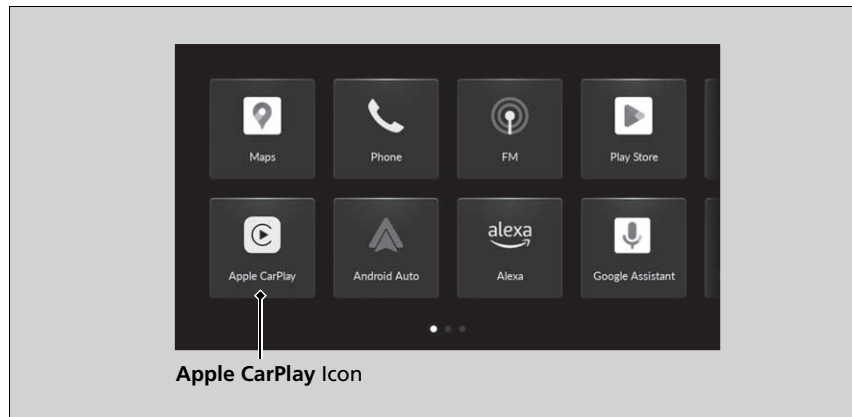 Maps
Phone
FM
Play Store
alexa
Apple CarPlay
Android Auto
Alexa
Google Assistant
Apple CarPlay Icon